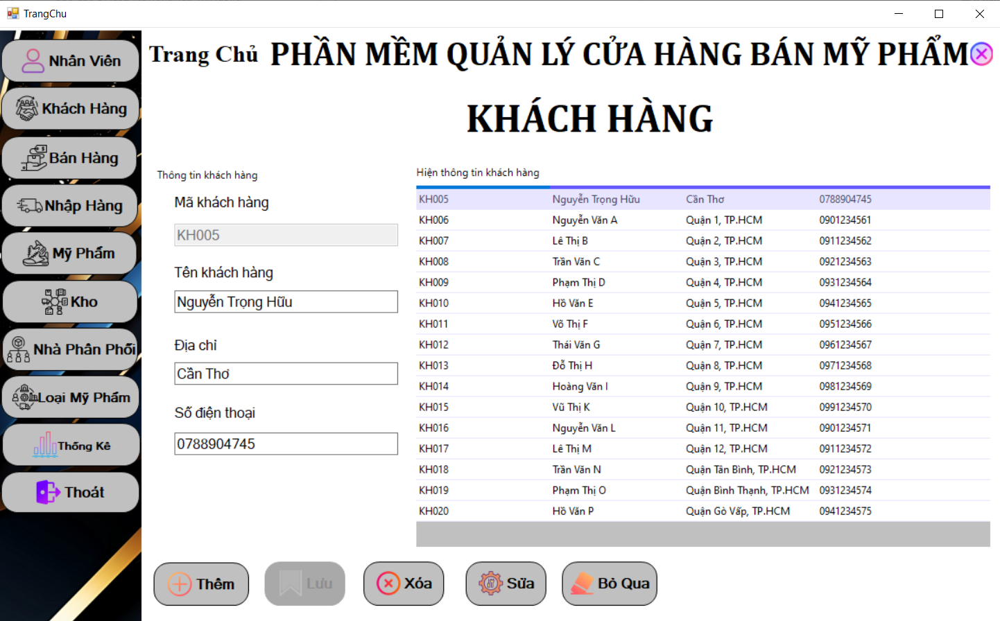 TrangChu
Nhân Viên
Khách Hàng
Bán Hàng
Nhập Hàng
Mỹ Phẩm
Kho
Nhà Phân Phối
Loại Mỹ Phẩm
Thống Kê
Thoát
Trang Chủ PHẦN MỀM QUẢN LÝ CỬA HÀNG BÁN MỸ PHẨM
KHÁCH HÀNG
Thông tin khách hàng
Mã khách hàng
KH005
Tên khách hàng
Nguyễn Trọng Hữu
Địa chỉ
Cần Thơ
Số điện thoại
0788904745
Hiện thông tin khách hàng
KH005 Nguyễn Trọng Hữu Cần Thơ 0788904745
KH006 Nguyễn Văn A Quận 1, TP.HCM 0901234561
KH007 Lê Thị B Quận 2, TP.HCM 0911234562
KH008 Trần Văn C Quận 3, TP.HCM 0921234563
KH009 Phạm Thị D Quận 4, TP.HCM 0931234564
KH010 Hồ Văn E Quận 5, TP.HCM 0941234565
KH011 Võ Thị F Quận 6, TP.HCM 0951234566
KH012 Thái Văn G Quận 7, TP.HCM 0961234567
KH013 Đỗ Thị H Quận 8, TP.HCM 0971234568
KH014 Hoàng Văn I Quận 9, TP.HCM 0981234569
KH015 Vũ Thị K Quận 10, TP.HCM 0991234570
KH016 Nguyễn Văn L Quận 11, TP.HCM 0901234571
KH017 Lê Thị M Quận 12, TP.HCM 0911234572
KH018 Trần Văn N Quận Tân Bình, TP.HCM 0921234573
KH019 Phạm Thị O Quận Bình Thạnh, TP.HCM 0931234574
KH020 Hồ Văn P Quận Gò Vấp, TP.HCM 0941234575
Thêm Lưu Xóa Sửa Bỏ Qua